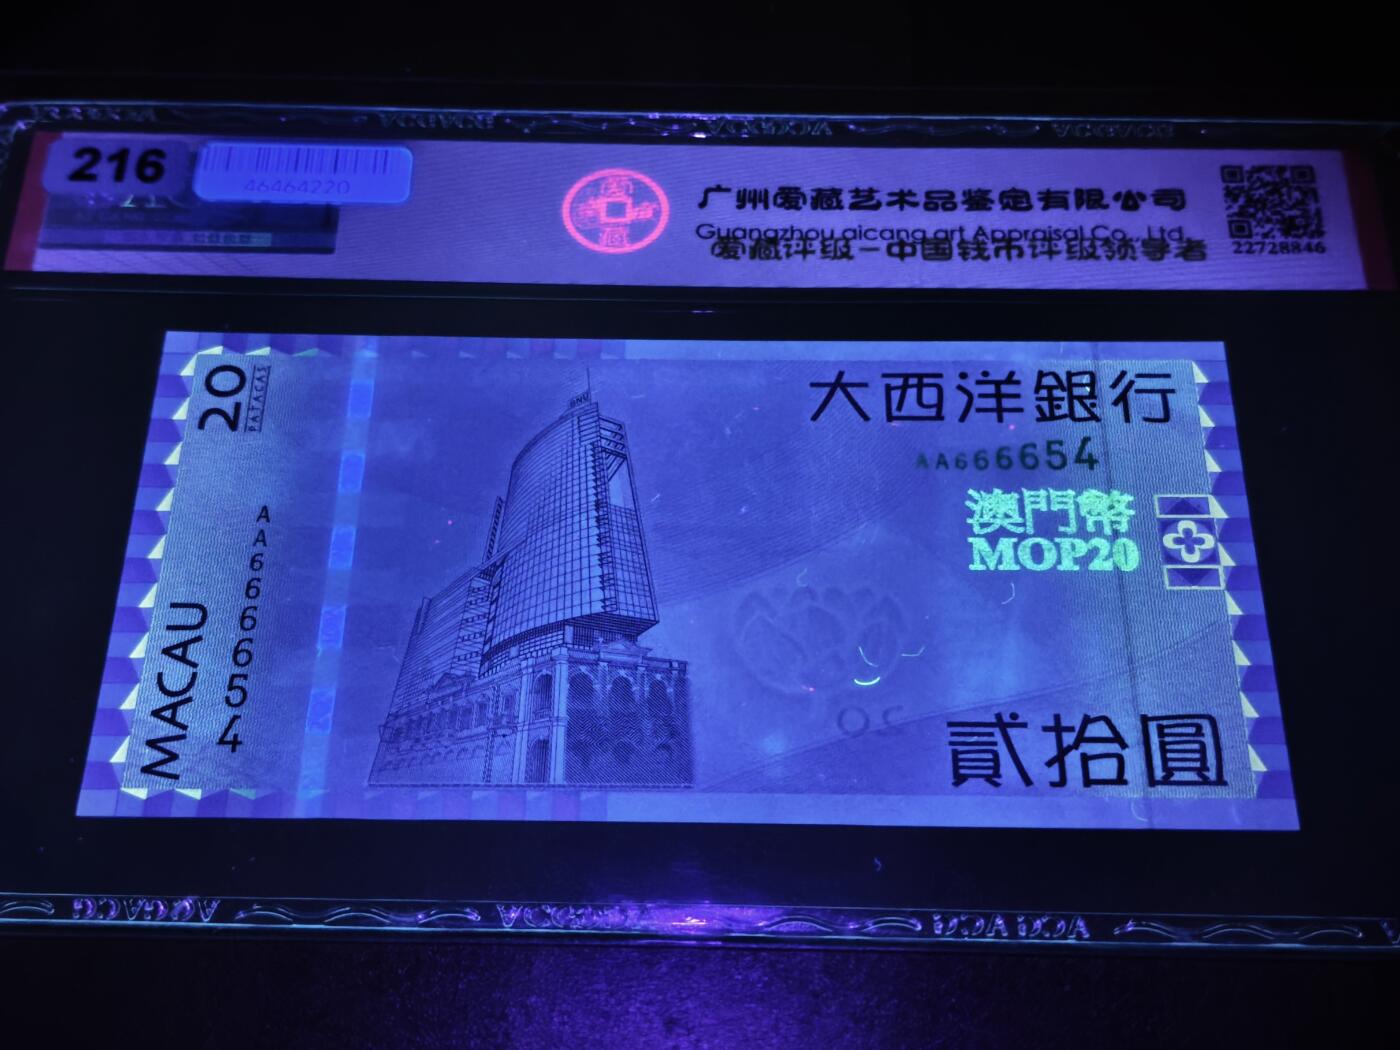 216
46464220
广州爱藏艺术品鉴定有限公司
Guangzhou aicang art Appraisal Co., Ltd.
爱藏评级－中国钱币评级领导者
22728846
20
PATACAS
BNU
大西洋銀行
AA666654
澳門幣
MOP20
AA666654
MACAU
20
貳拾圓